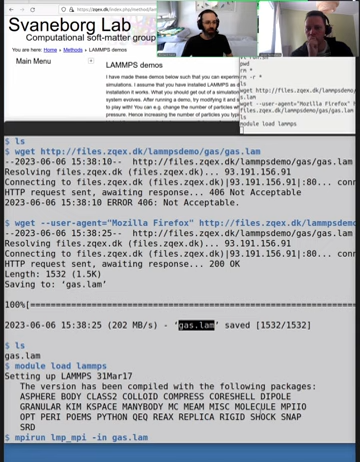 https://zqex.dk/index.php/method/lam
Svaneborg Lab
Computational soft-matter group
You are here: Home › Methods › LAMMPS demos
Main Menu
LAMMPS demos
I have made these demos below such that you can experimen
simulations. I assume that you have installed LAMMPS as
installation it works. What you should get out of a simulati
system evolves. After running a demo, try modifying it and
to play with? You can e.g. change the number of particles
pressure. Hence increasing the number of particles you typ
pwd
rm *
rm -r *
ls
wget http://files.zqex.dk/lammp
s.lam
wget --user-agent="Mozilla Firefox" h
ls
module load lammps
$ ls
$ wget http://files.zqex.dk/lammpsdemo/gas/gas.lam
--2023-06-06 15:38:10-- http://files.zqex.dk/lammpsdemo/gas/gas.lam
Resolving files.zqex.dk (files.zqex.dk)... 93.191.156.91
Connecting to files.zqex.dk (files.zqex.dk)|93.191.156.91|:80... conn
HTTP request sent, awaiting response... 406 Not Acceptable
2023-06-06 15:38:10 ERROR 406: Not Acceptable.
$ wget --user-agent="Mozilla Firefox" http://files.zqex.dk/lammpsdemo
--2023-06-06 15:38:25-- http://files.zqex.dk/lammpsdemo/gas/gas.lam
Resolving files.zqex.dk (files.zqex.dk)... 93.191.156.91
Connecting to files.zqex.dk (files.zqex.dk)|93.191.156.91|:80... conn
HTTP request sent, awaiting response... 200 OK
Length: 1532 (1.5K)
Saving to: ‘gas.lam’
100%[=====================================================
2023-06-06 15:38:25 (202 MB/s) - ‘gas.lam’ saved [1532/1532]
$ ls
gas.lam
$ module load lammps
Setting up LAMMPS 31Mar17
The version has been compiled with the following packages:
ASPHERE BODY CLASS2 COLLOID COMPRESS CORESHELL DIPOLE
GRANULAR KIM KSPACE MANYBODY MC MEAM MISC MOLECULE MPIIO
OPT PERI POEMS PYTHON QEQ REAX REPLICA RIGID SHOCK SNAP
SRD
$ mpirun lmp_mpi -in gas.lam